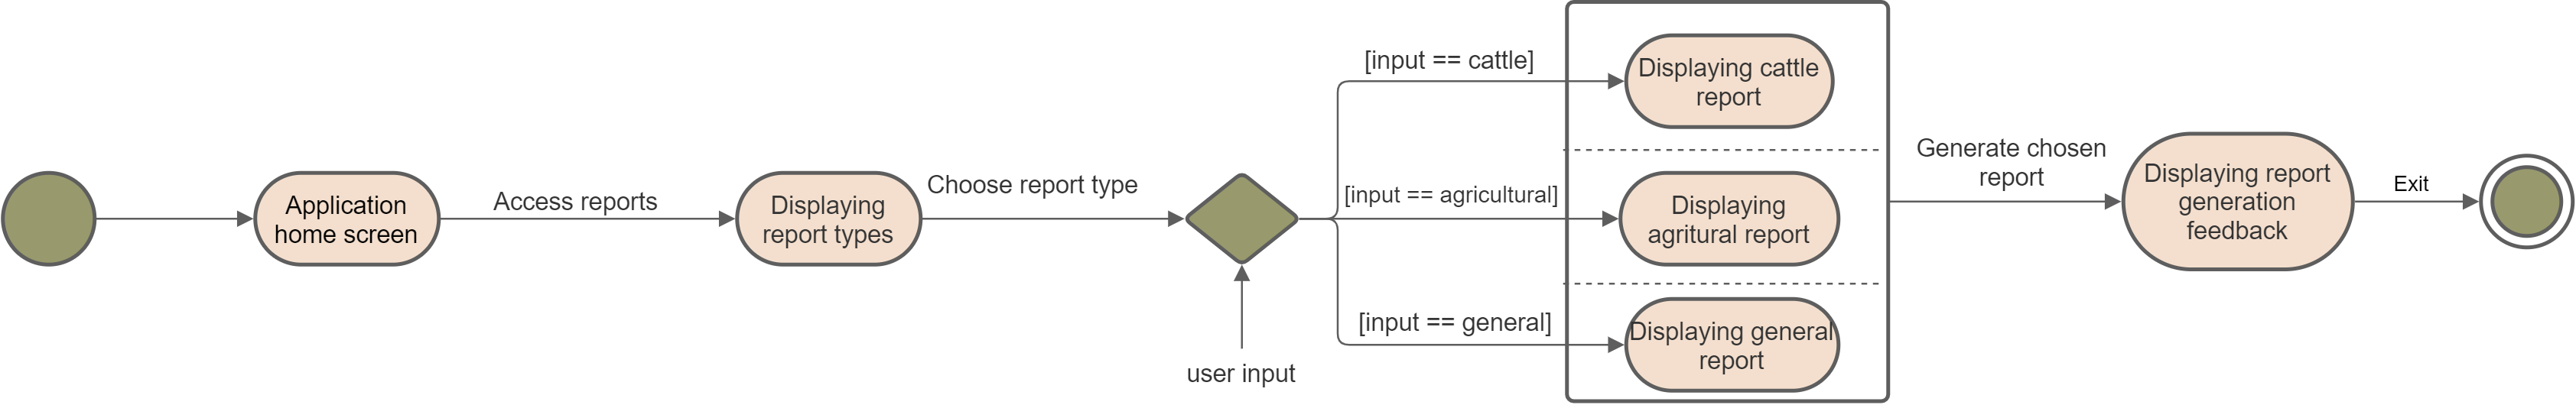 Application
home screen
Access reports
Displaying
report types
Choose report type
user input
[input == cattle]
[input == agricultural]
[input == general]
Displaying cattle
report
Displaying
agritural report
Displaying general
report
Generate chosen
report
Displaying report
generation
feedback
Exit